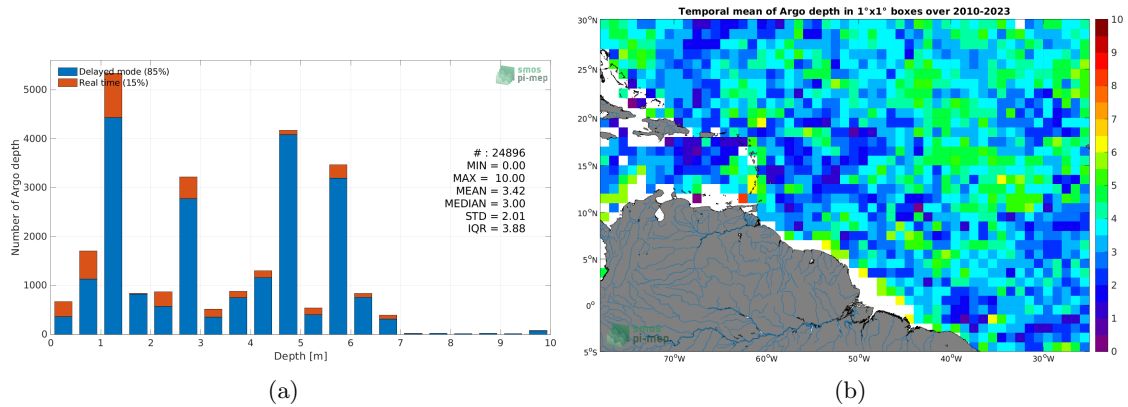 Delayed mode (85%)
Real time (15%)
smos
pi-mep
Number of Argo depth
5000
4000
3000
2000
1000
0
# : 24896
MIN = 0.00
MAX = 10.00
MEAN = 3.42
MEDIAN = 3.00
STD = 2.01
IQR = 3.88
0 1 2 3 4 5 6 7 8 9 10
Depth [m]
(a)
Temporal mean of Argo depth in 1°x1° boxes over 2010-2023
30°N
25°N
20°N
15°N
10°N
5°N
0°
5°S
70°W 60°W 50°W 40°W 30°W
smos
pi-mep
10
9
8
7
6
5
4
3
2
1
0
(b)